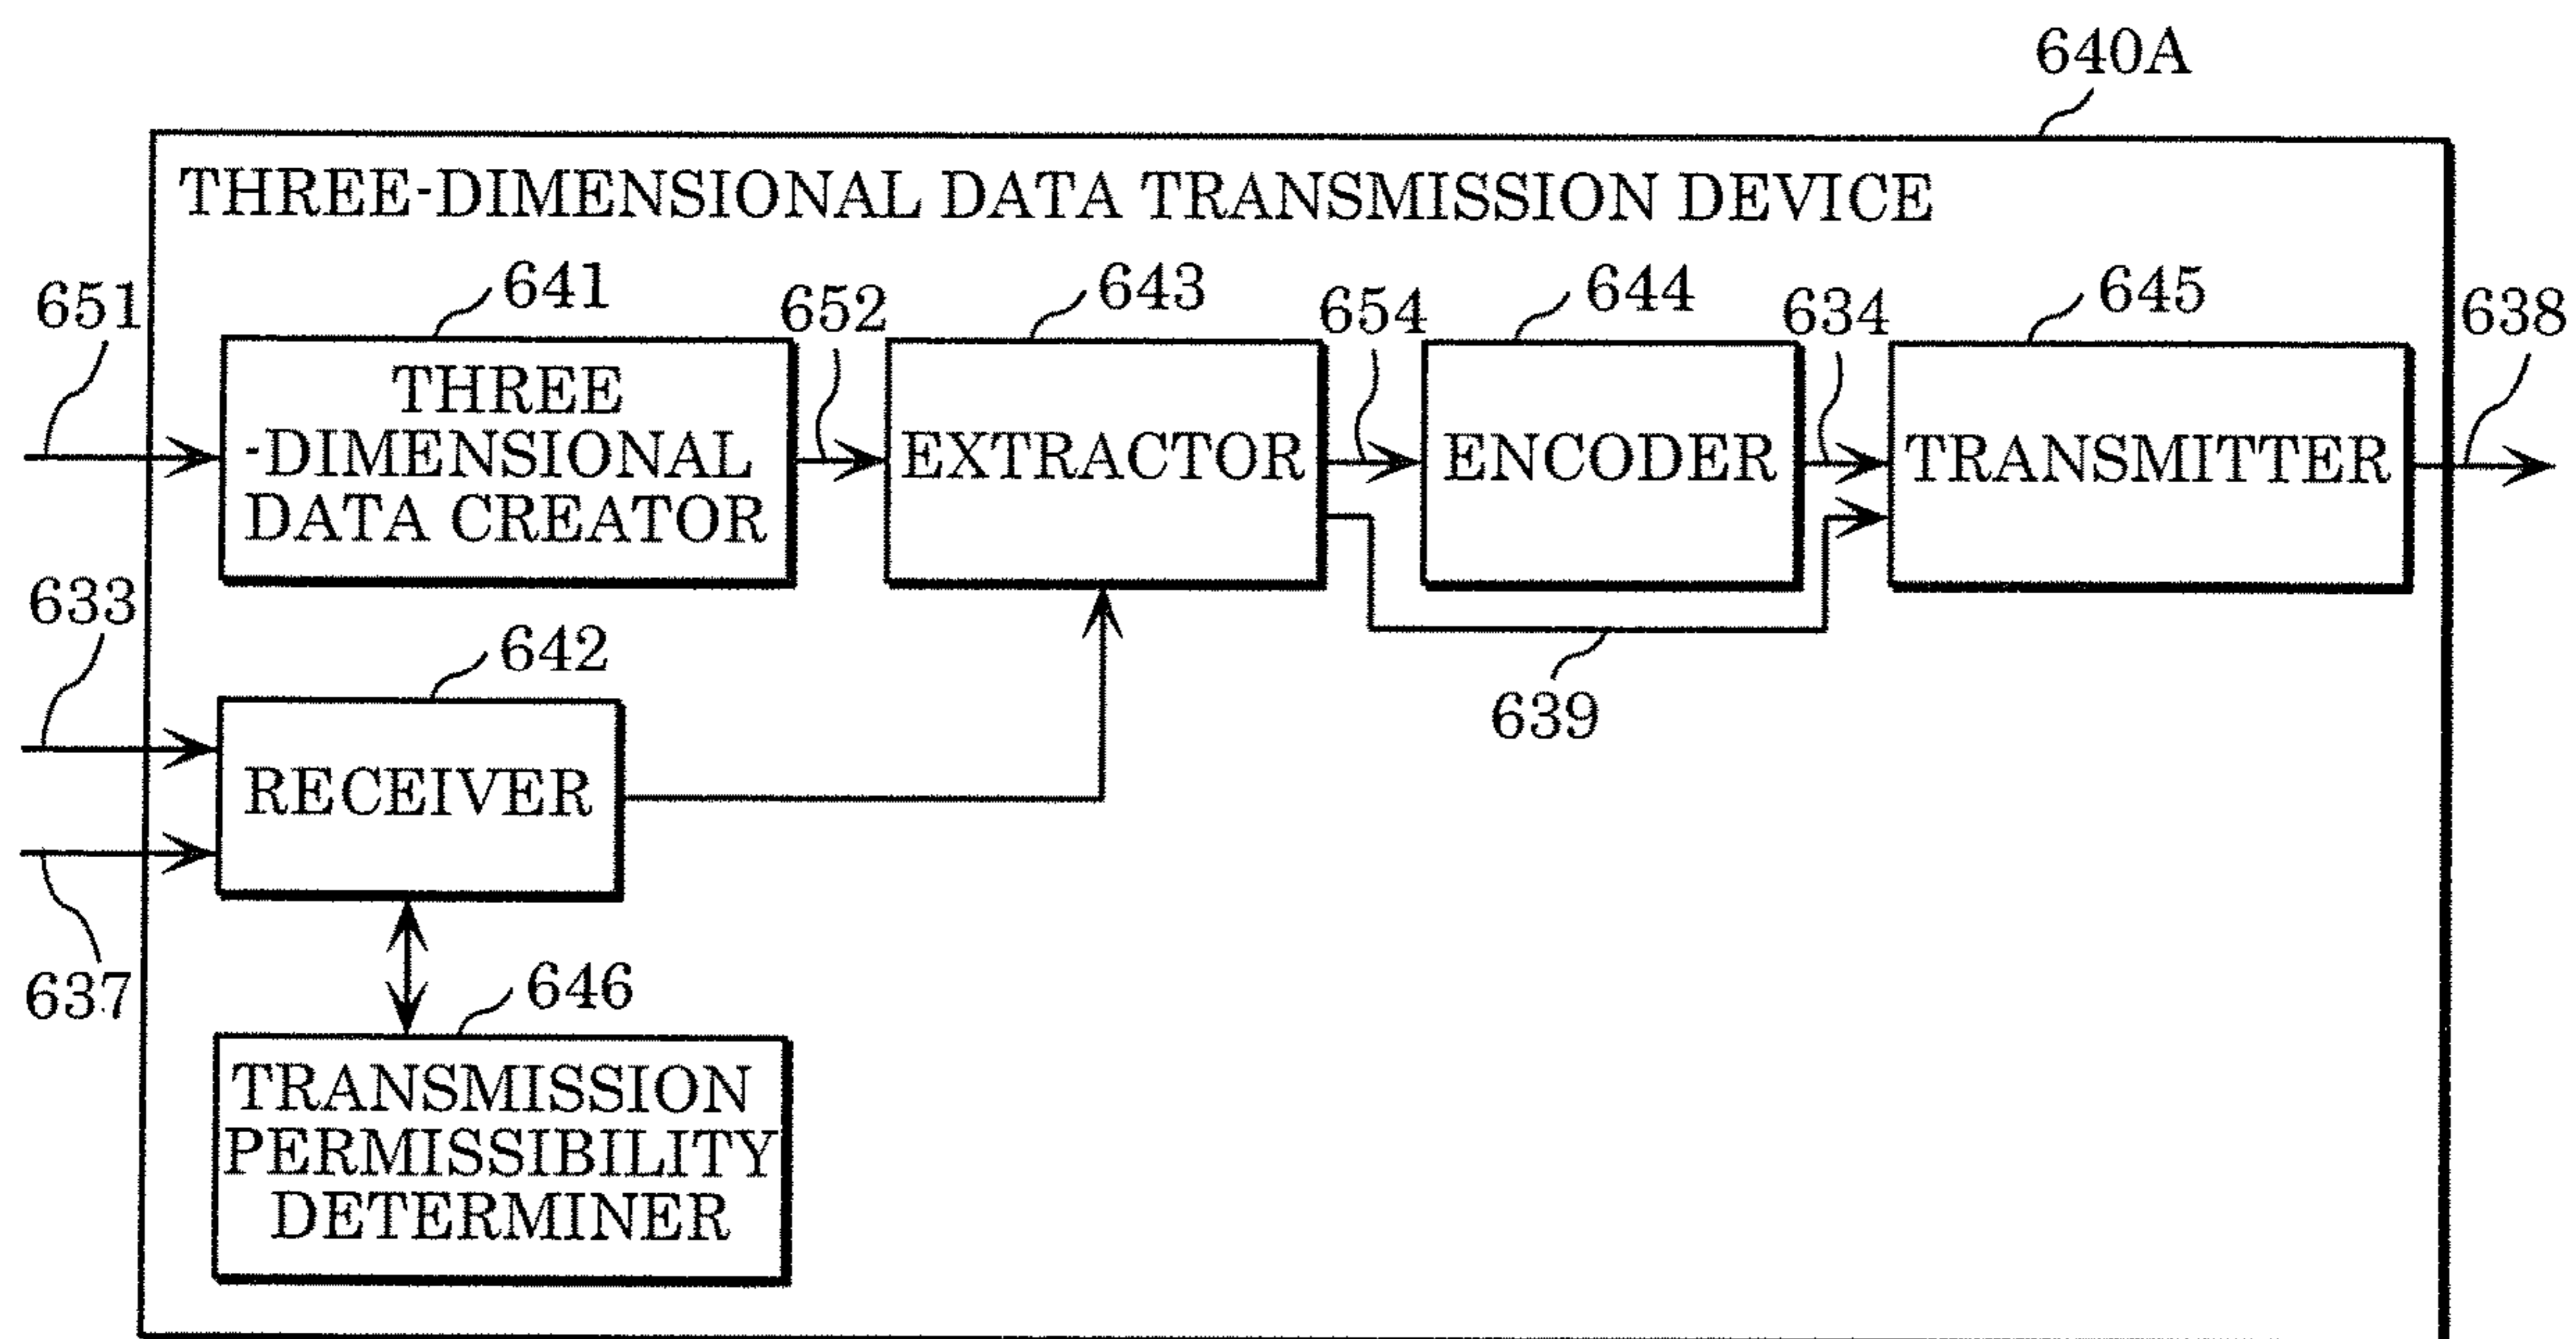 640A
THREE-DIMENSIONAL DATA TRANSMISSION DEVICE
651
641
652
643
654
644
634
645
638
THREE
-DIMENSIONAL
DATA CREATOR
EXTRACTOR
ENCODER
TRANSMITTER
639
633
642
RECEIVER
637
646
TRANSMISSION
PERMISSIBILITY
DETERMINER